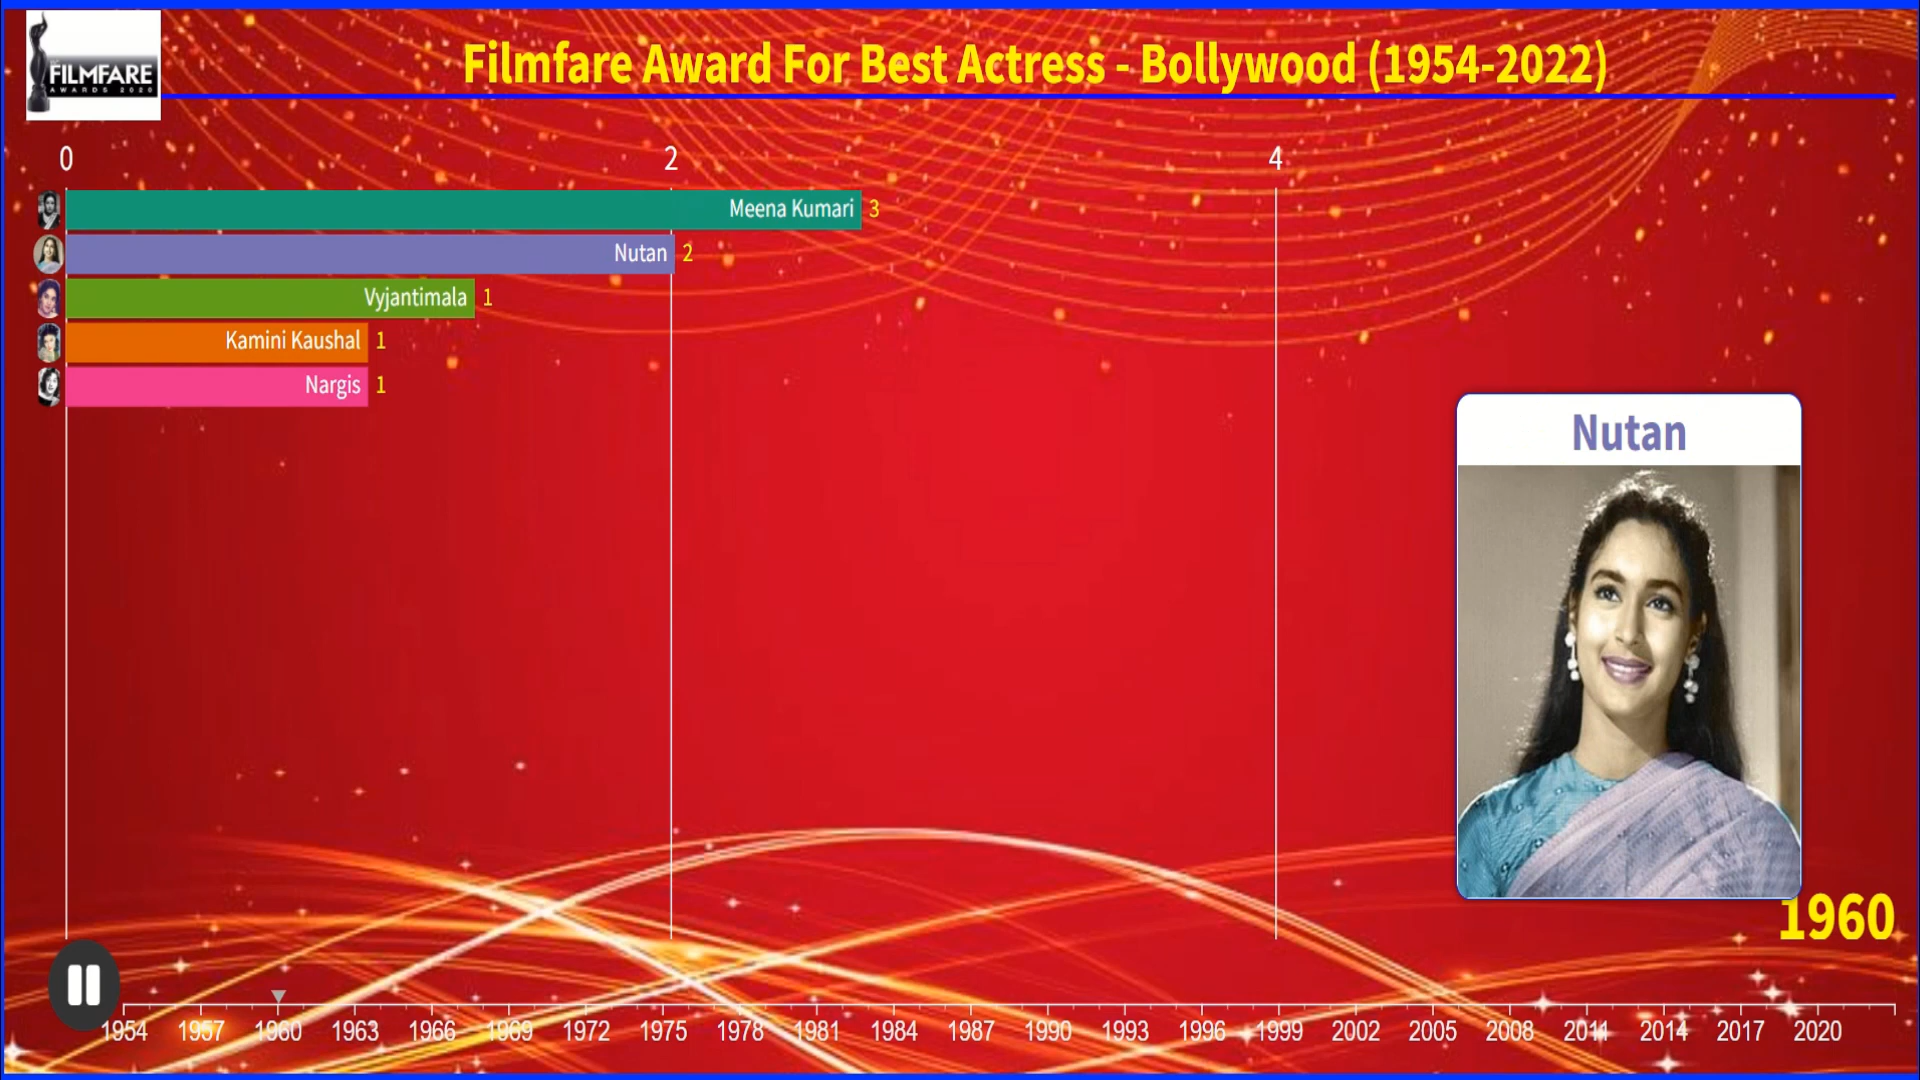 FILMFARE
AWARDS 2020
Filmfare Award For Best Actress - Bollywood (1954-2022)
0 2 4
Meena Kumari 3
Nutan 2
Vyjantimala 1
Kamini Kaushal 1
Nargis 1
Nutan
1960
1954 1957 1960 1963 1966 1969 1972 1975 1978 1981 1984 1987 1990 1993 1996 1999 2002 2005 2008 2011 2014 2017 2020